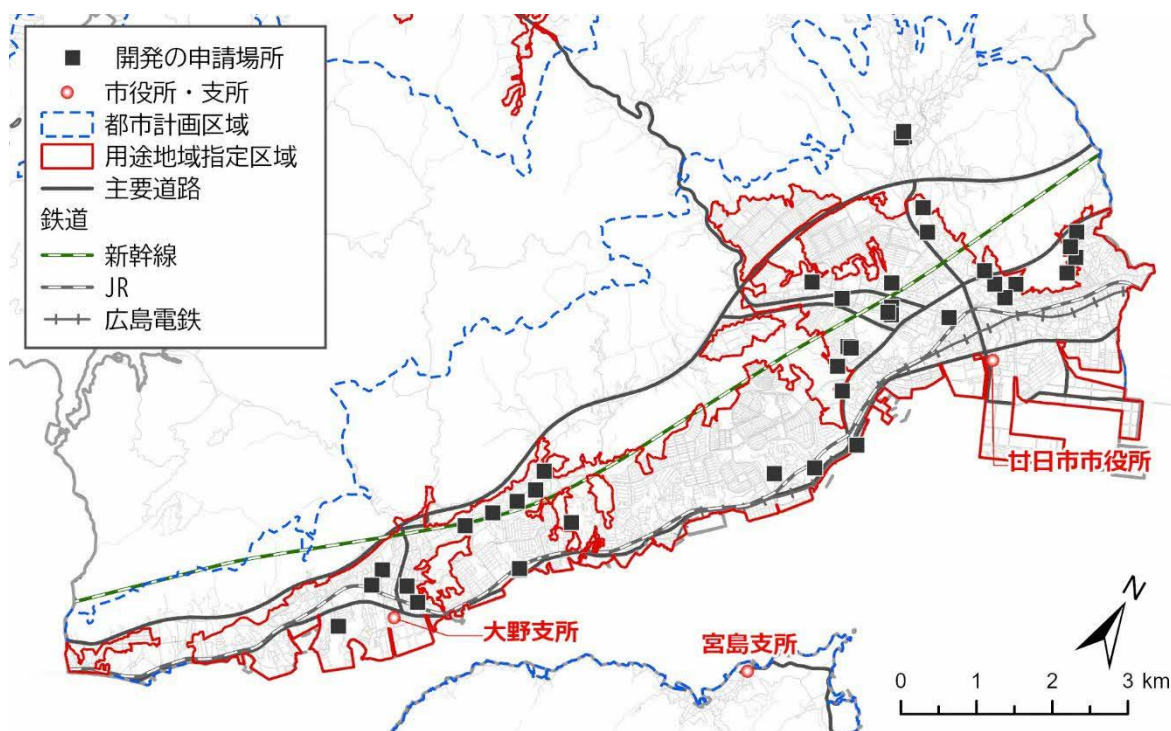 開発の申請場所
市役所・支所
都市計画区域
用途地域指定区域
主要道路
鉄道
新幹線
JR
広島電鉄
廿日市市役所
大野支所
宮島支所
N
0 1 2 3 km